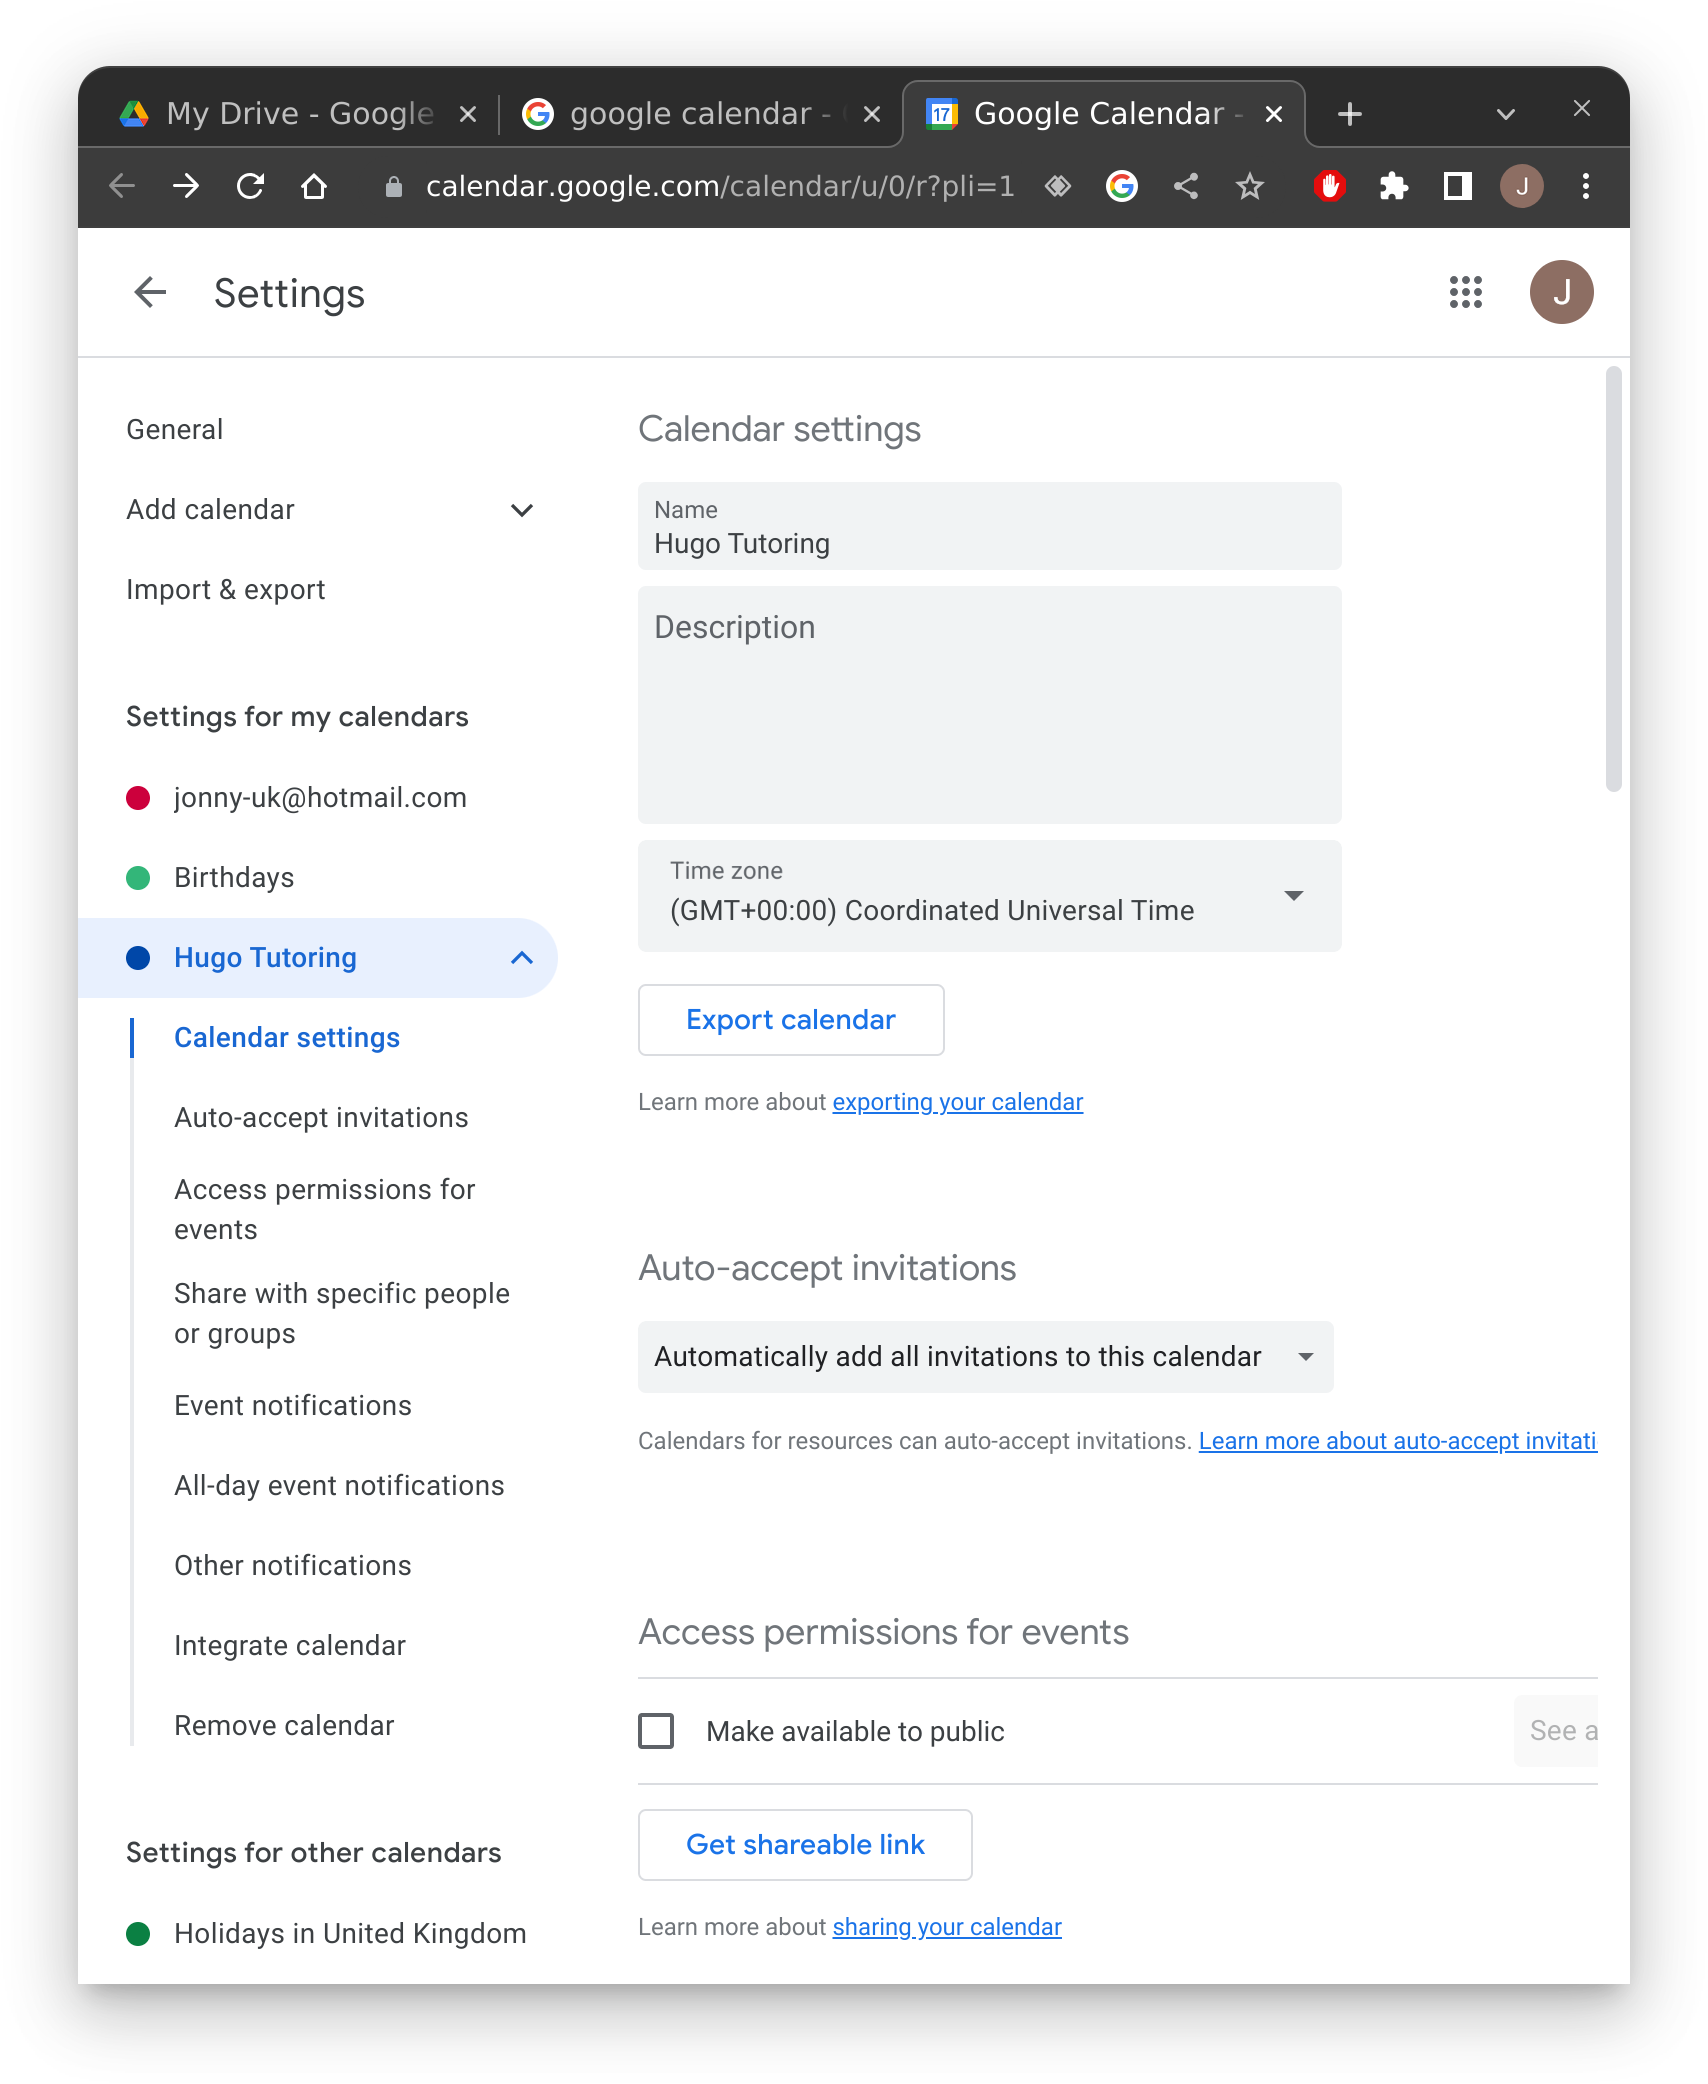 My Drive - Google
google calendar -
Google Calendar -
calendar.google.com/calendar/u/0/r?pli=1
J
Settings
J
General
Add calendar
Import & export
Settings for my calendars
jonny-uk@hotmail.com
Birthdays
Hugo Tutoring
Calendar settings
Auto-accept invitations
Access permissions for
events
Share with specific people
or groups
Event notifications
All-day event notifications
Other notifications
Integrate calendar
Remove calendar
Settings for other calendars
Holidays in United Kingdom
Calendar settings
Name
Hugo Tutoring
Description
Time zone
(GMT+00:00) Coordinated Universal Time
Export calendar
Learn more about exporting your calendar
Auto-accept invitations
Automatically add all invitations to this calendar
Calendars for resources can auto-accept invitations. Learn more about auto-accept invitati
Access permissions for events
Make available to public
See a
Get shareable link
Learn more about sharing your calendar